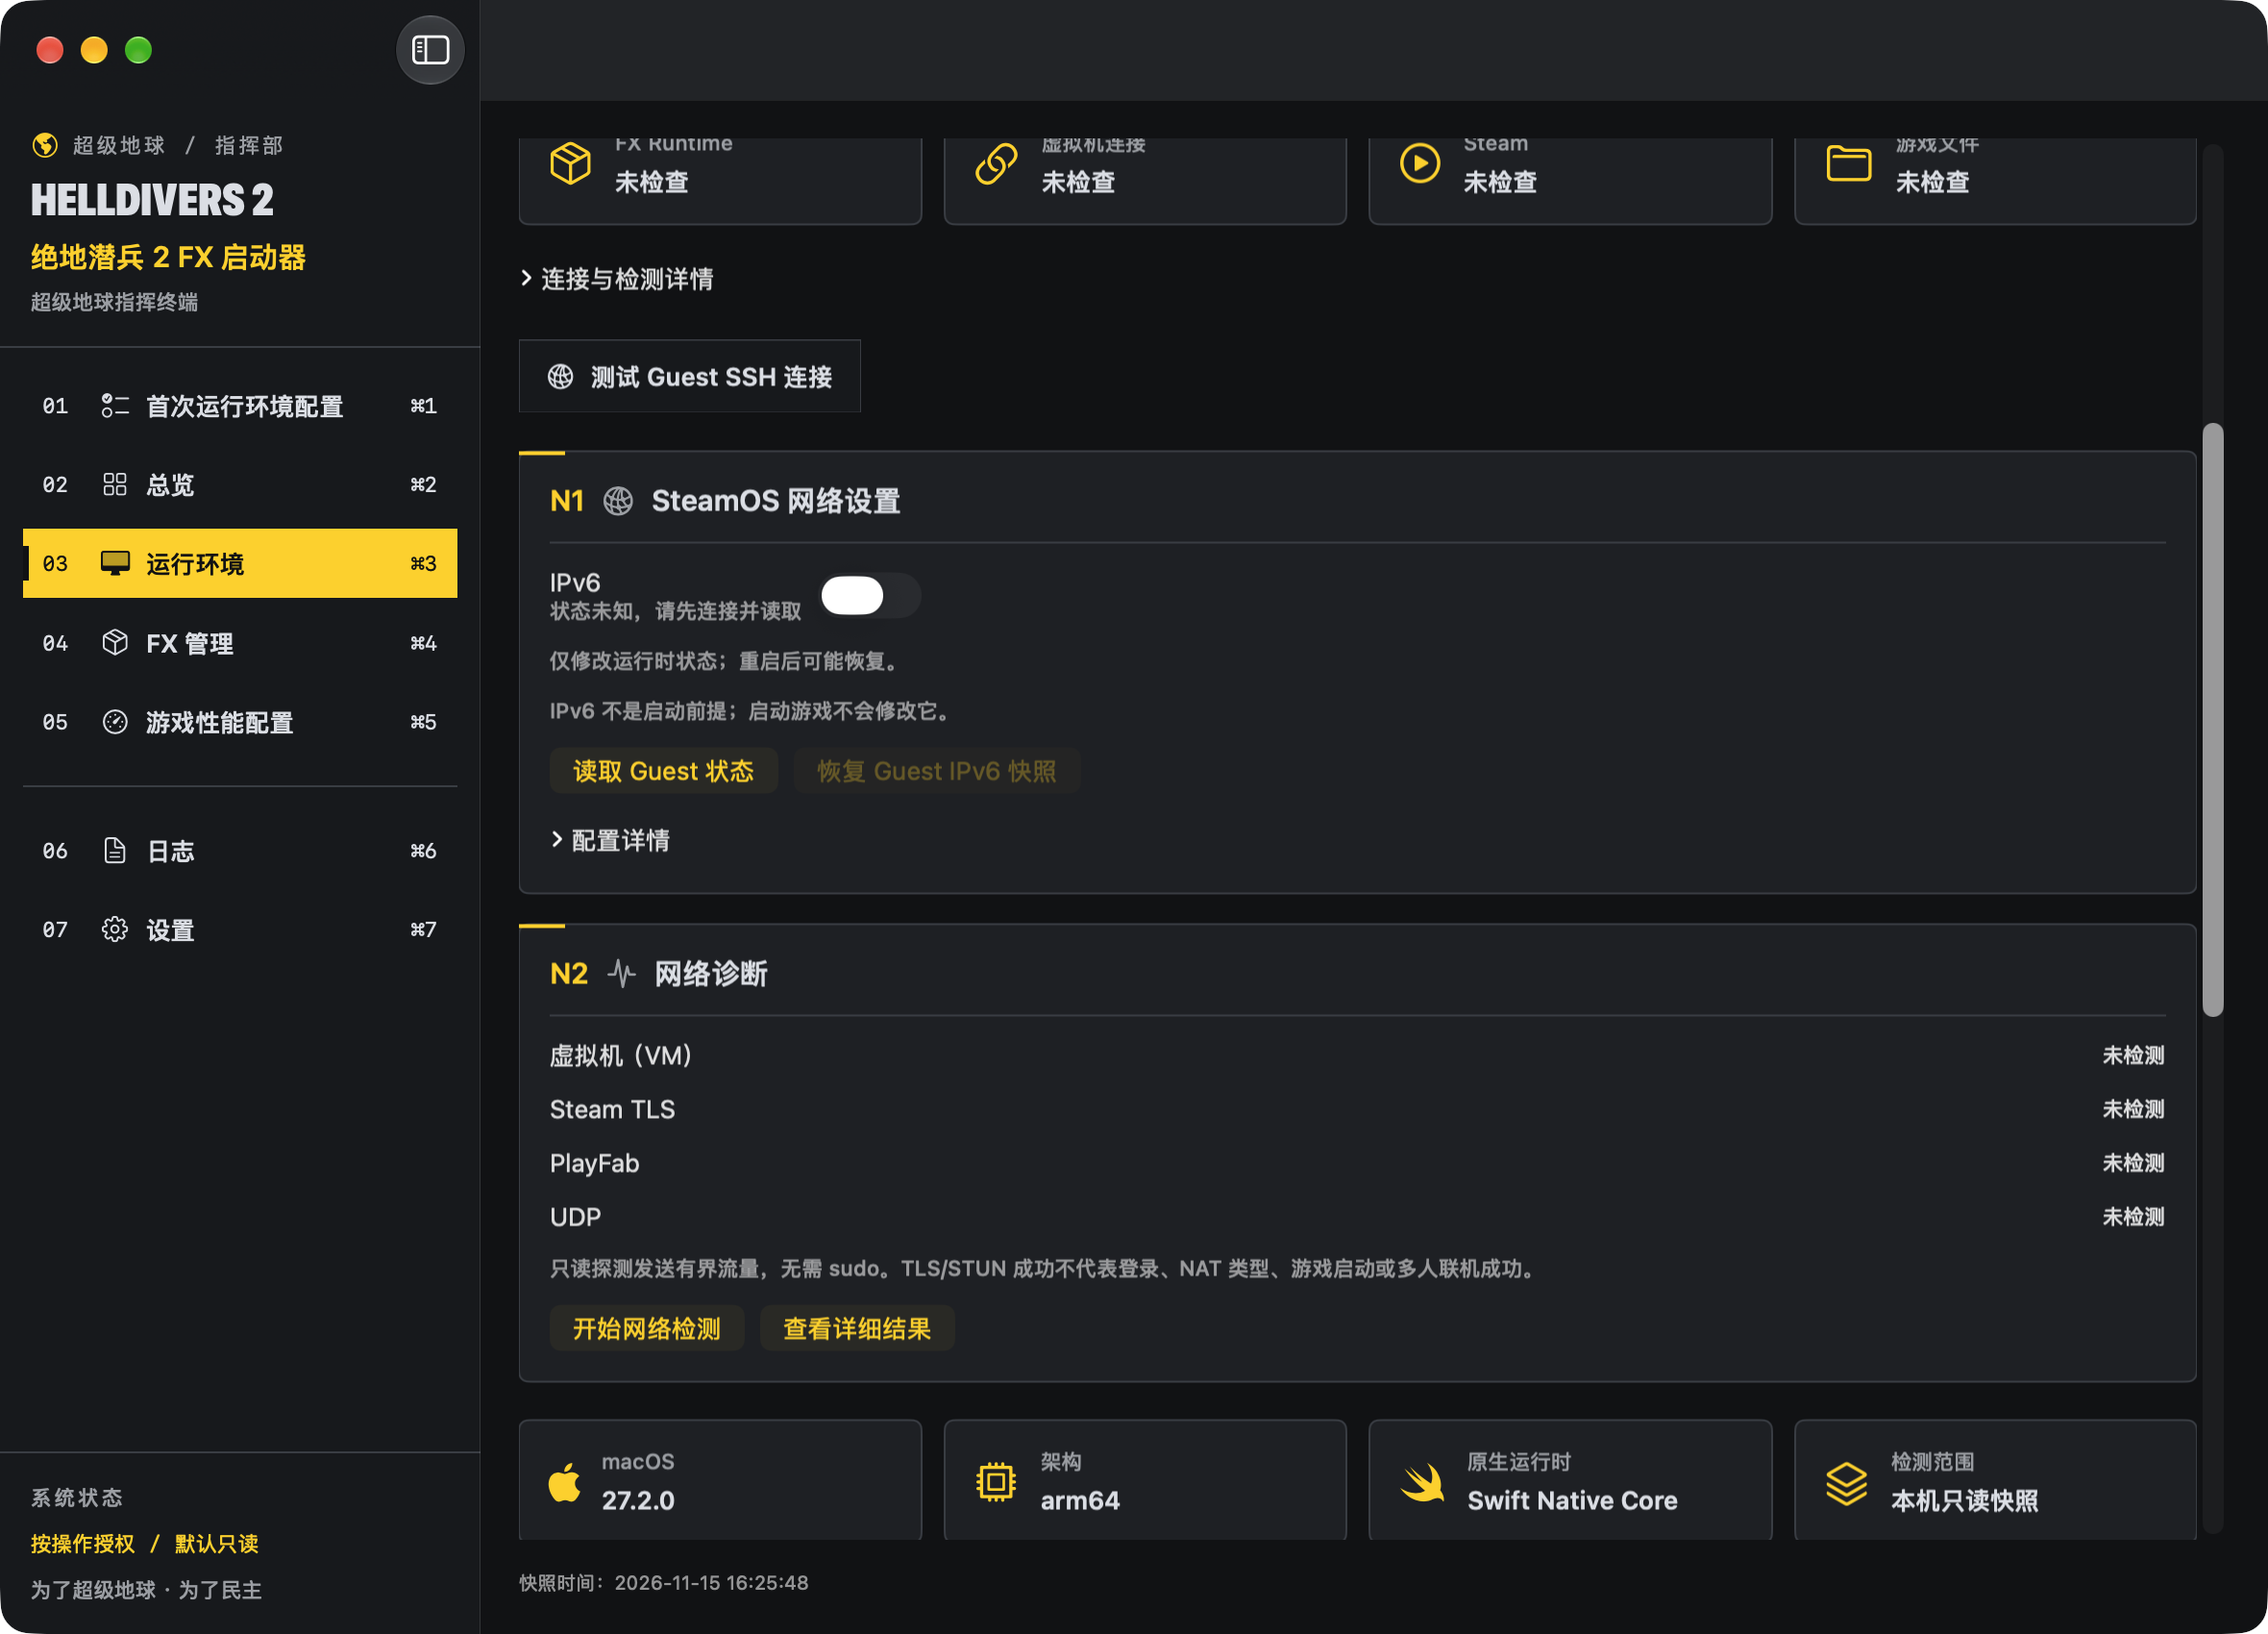 超级地球 / 指挥部
HELLDIVERS 2
绝地潜兵 2 FX 启动器
超级地球指挥终端
01 首次运行环境配置 ⌘1
02 总览 ⌘2
03 运行环境 ⌘3
04 FX 管理 ⌘4
05 游戏性能配置 ⌘5
06 日志 ⌘6
07 设置 ⌘7
系统状态
按操作授权 / 默认只读
为了超级地球 · 为了民主
FX Runtime
未检查
虚拟机连接
未检查
Steam
未检查
游戏文件
未检查
连接与检测详情
测试 Guest SSH 连接
N1 SteamOS 网络设置
IPv6
状态未知，请先连接并读取
仅修改运行时状态；重启后可能恢复。
IPv6 不是启动前提；启动游戏不会修改它。
读取 Guest 状态 恢复 Guest IPv6 快照
配置详情
N2 网络诊断
虚拟机（VM） 未检测
Steam TLS 未检测
PlayFab 未检测
UDP 未检测
只读探测发送有界流量，无需 sudo。TLS/STUN 成功不代表登录、NAT 类型、游戏启动或多人联机成功。
开始网络检测 查看详细结果
macOS
27.2.0
架构
arm64
原生运行时
Swift Native Core
检测范围
本机只读快照
快照时间：2026-11-15 16:25:48